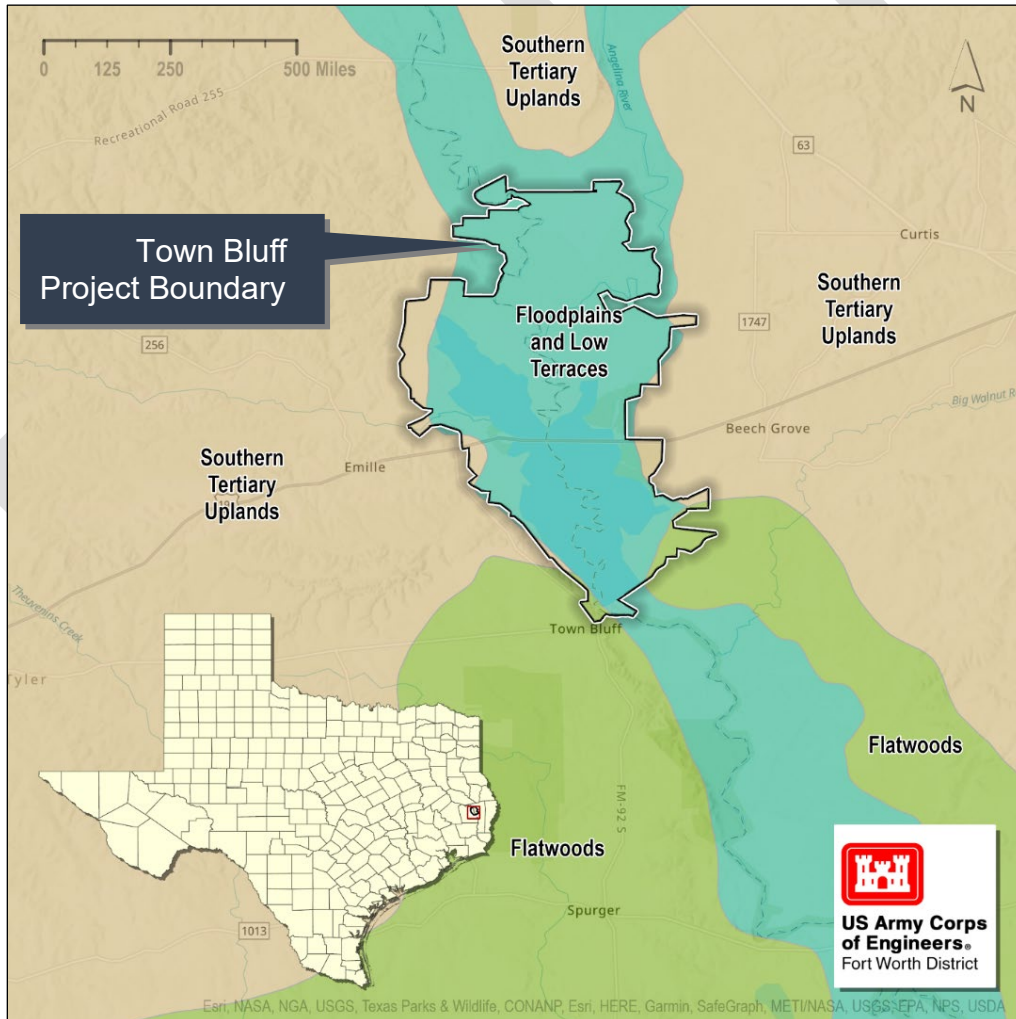 0 125 250 500 Miles
Southern
Tertiary
Uplands
Angelina River
N
Recreational Road 255
63
Town Bluff
Project Boundary
Curtis
Southern
Tertiary
Uplands
Floodplains
and Low
Terraces
1747
256
Big Walnut R
Beech Grove
Southern
Tertiary
Uplands
Emille
Theuvenins Creek
Town Bluff
Tyler
Flatwoods
FM-92 S
Flatwoods
Spurger
1013
US Army Corps
of Engineers®
Fort Worth District
Esri, NASA, NGA, USGS, Texas Parks & Wildlife, CONANP, Esri, HERE, Garmin, SafeGraph, METI/NASA, USGS, EPA, NPS, USDA